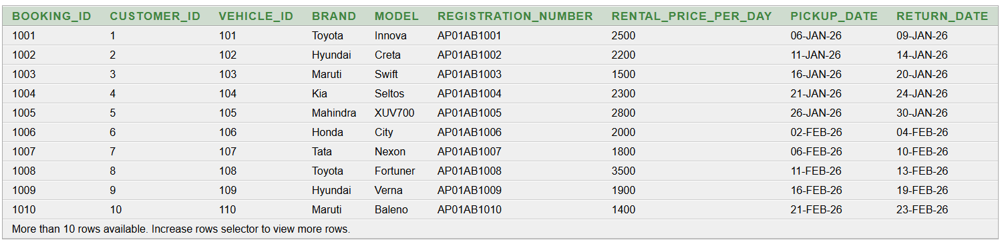 BOOKING_ID CUSTOMER_ID VEHICLE_ID BRAND MODEL REGISTRATION_NUMBER RENTAL_PRICE_PER_DAY PICKUP_DATE RETURN_DATE
1001 1 101 Toyota Innova AP01AB1001 2500 06-JAN-26 09-JAN-26
1002 2 102 Hyundai Creta AP01AB1002 2200 11-JAN-26 14-JAN-26
1003 3 103 Maruti Swift AP01AB1003 1500 16-JAN-26 20-JAN-26
1004 4 104 Kia Seltos AP01AB1004 2300 21-JAN-26 24-JAN-26
1005 5 105 Mahindra XUV700 AP01AB1005 2800 26-JAN-26 30-JAN-26
1006 6 106 Honda City AP01AB1006 2000 02-FEB-26 04-FEB-26
1007 7 107 Tata Nexon AP01AB1007 1800 06-FEB-26 10-FEB-26
1008 8 108 Toyota Fortuner AP01AB1008 3500 11-FEB-26 13-FEB-26
1009 9 109 Hyundai Verna AP01AB1009 1900 16-FEB-26 19-FEB-26
1010 10 110 Maruti Baleno AP01AB1010 1400 21-FEB-26 23-FEB-26
More than 10 rows available. Increase rows selector to view more rows.